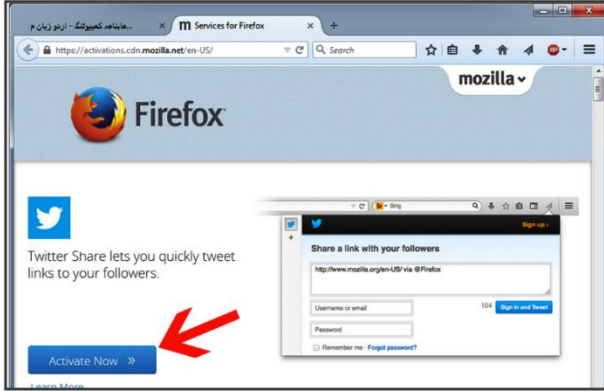 ماہنامہ کمپیوٹنگ - اردو زبان م...
Services for Firefox
https://activations.cdn.mozilla.net/en-US/
Search
mozilla
Firefox
Bing
Sign up ›
Share a link with your followers
http://www.mozilla.org/en-US/ via @Firefox
Twitter Share lets you quickly tweet
links to your followers.
Username or email
104
Sign in and Tweet
Password
Remember me · Forgot password?
Activate Now »
Learn More